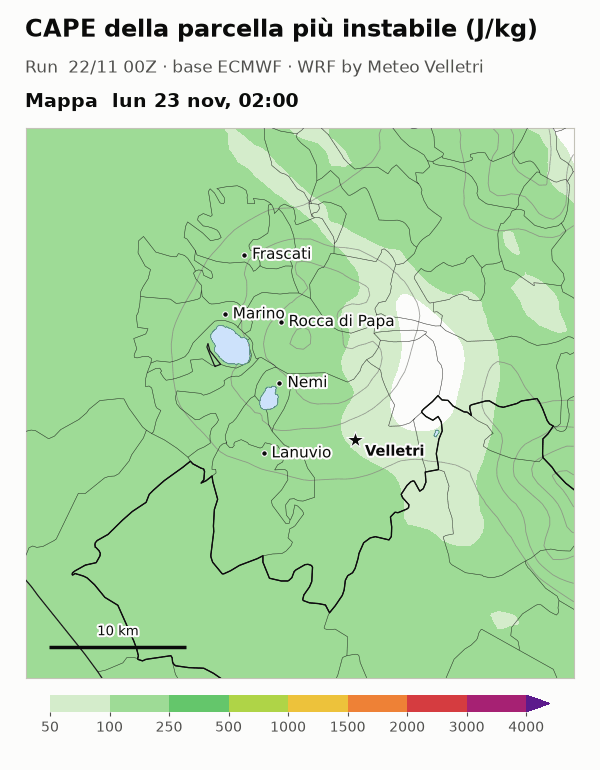 CAPE della parcella più instabile (J/kg)
Run  22/11 00Z · base ECMWF · WRF by Meteo Velletri
Mappa  lun 23 nov, 02:00
Frascati
Marino
Rocca di Papa
Nemi
Velletri
Lanuvio
10 km
50 100 250 500 1000 1500 2000 3000 4000